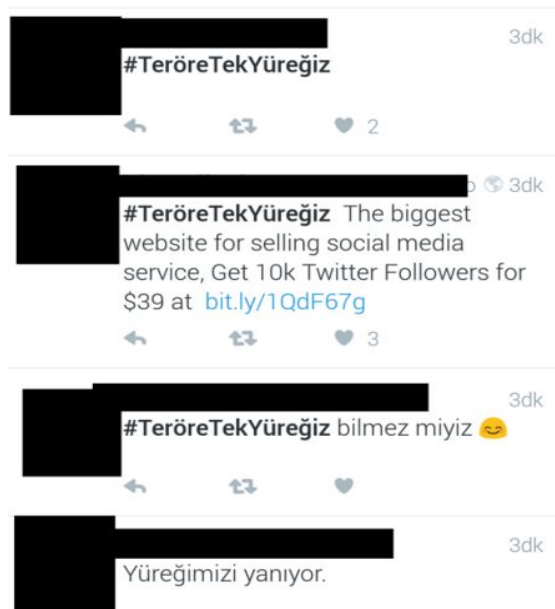 3dk
#TeröreTekYüreğiz
2
3dk
#TeröreTekYüreğiz The biggest
website for selling social media
service, Get 10k Twitter Followers for
$39 at bit.ly/1QdF67g
3
3dk
#TeröreTekYüreğiz bilmez miyiz 😊
3dk
Yüreğimizi yanıyor.